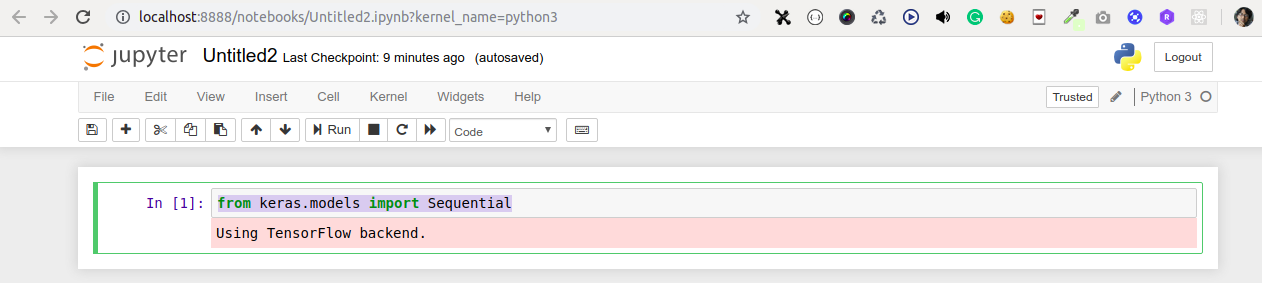 localhost:8888/notebooks/Untitled2.ipynb?kernel_name=python3
jupyter Untitled2 Last Checkpoint: 9 minutes ago (autosaved)
Logout
File Edit View Insert Cell Kernel Widgets Help
Trusted Python 3
Run Code
In [1]: from keras.models import Sequential
Using TensorFlow backend.